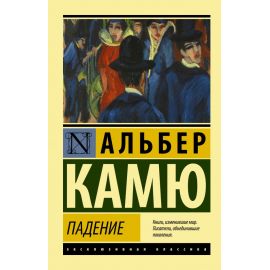 N АЛЬБЕР
КАМЮ
ПАДЕНИЕ
Книги, изменившие мир.
Писатели, объединившие
поколения.
ЭКСКЛЮЗИВНАЯ КЛАССИКА